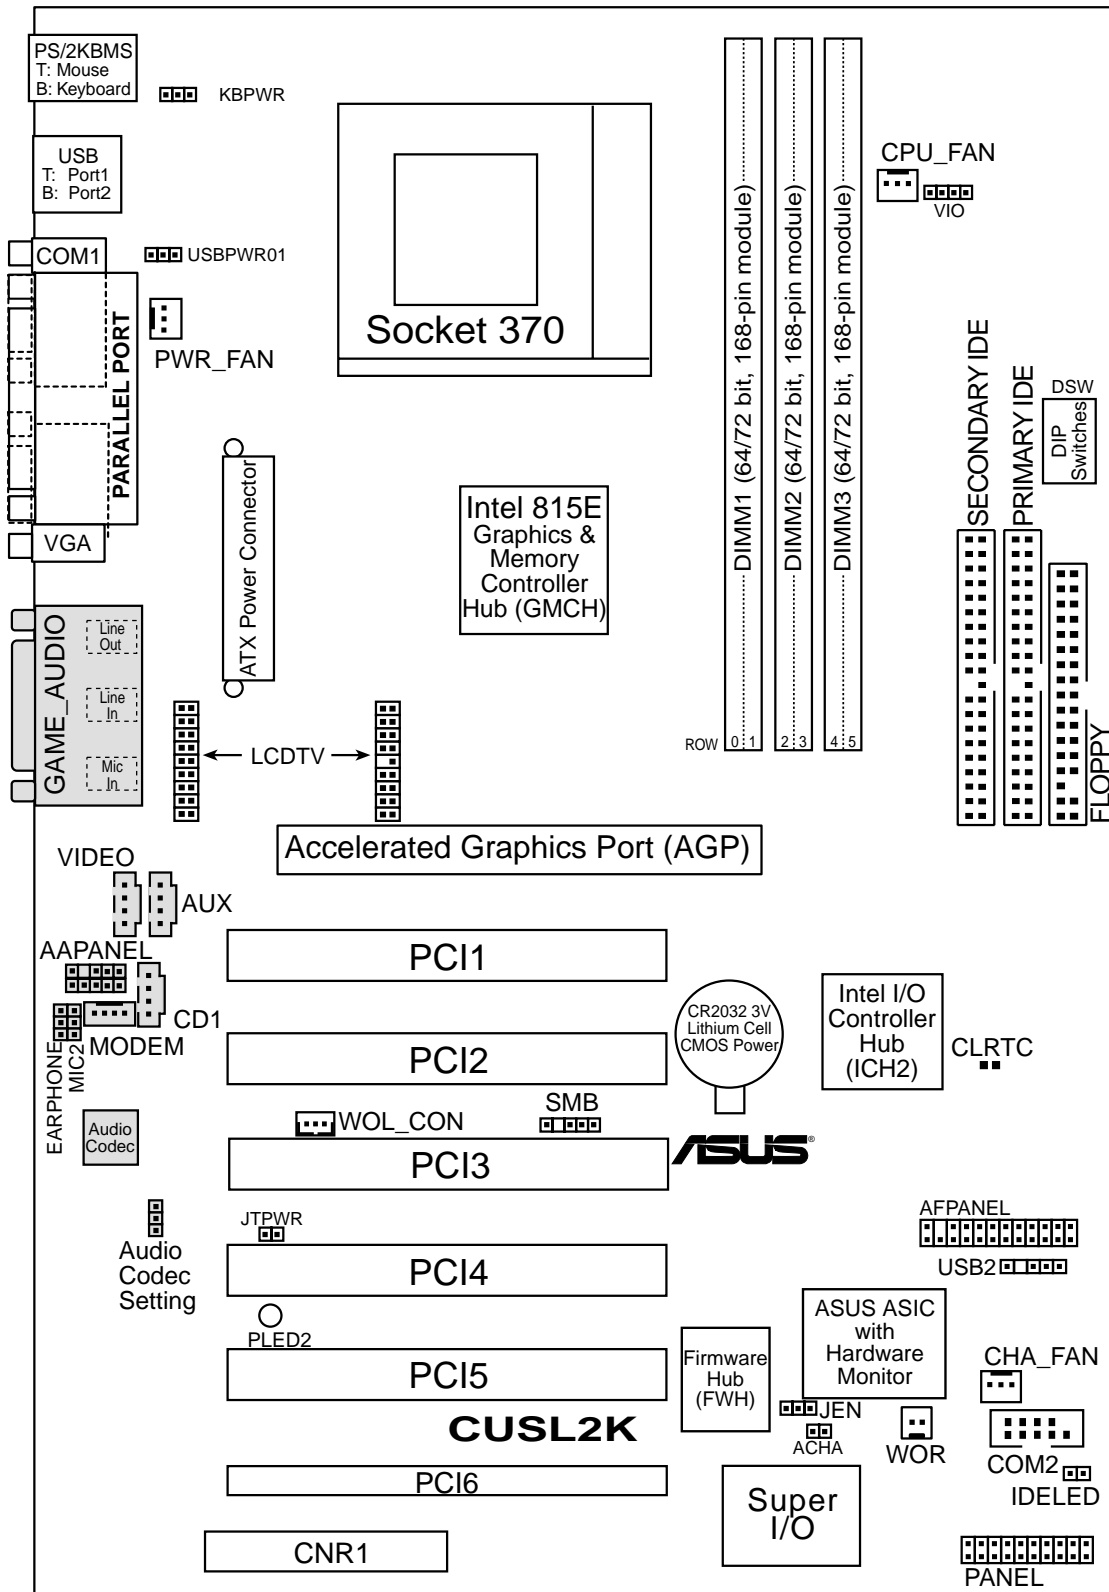 PS/2KBMS
T: Mouse
B: Keyboard
KBPWR
USB
T: Port1
B: Port2
COM1
USBPWR01
PARALLEL PORT
PWR_FAN
VGA
Socket 370
CPU_FAN
VIO
DIMM1 (64/72 bit, 168-pin module)
DIMM2 (64/72 bit, 168-pin module)
DIMM3 (64/72 bit, 168-pin module)
SECONDARY IDE
PRIMARY IDE
DSW
DIP
Switches
FLOPPY
ATX Power Connector
Intel 815E
Graphics &
Memory
Controller
Hub (GMCH)
GAME_AUDIO
Line
Out
Line
In
Mic
In
LCDTV
ROW
0 1
2 3
4 5
Accelerated Graphics Port (AGP)
VIDEO
AUX
AAPANEL
CD1
MODEM
EARPHONE
MIC2
Audio
Codec
PCI1
PCI2
CR2032 3V
Lithium Cell
CMOS Power
Intel I/O
Controller
Hub
(ICH2)
CLRTC
WOL_CON
SMB
PCI3
ASUS®
JTPWR
Audio
Codec
Setting
PCI4
AFPANEL
USB2
PLED2
PCI5
Firmware
Hub
(FWH)
ASUS ASIC
with
Hardware
Monitor
CHA_FAN
JEN
ACHA
WOR
COM2
IDELED
CUSL2K
PCI6
Super
I/O
CNR1
PANEL